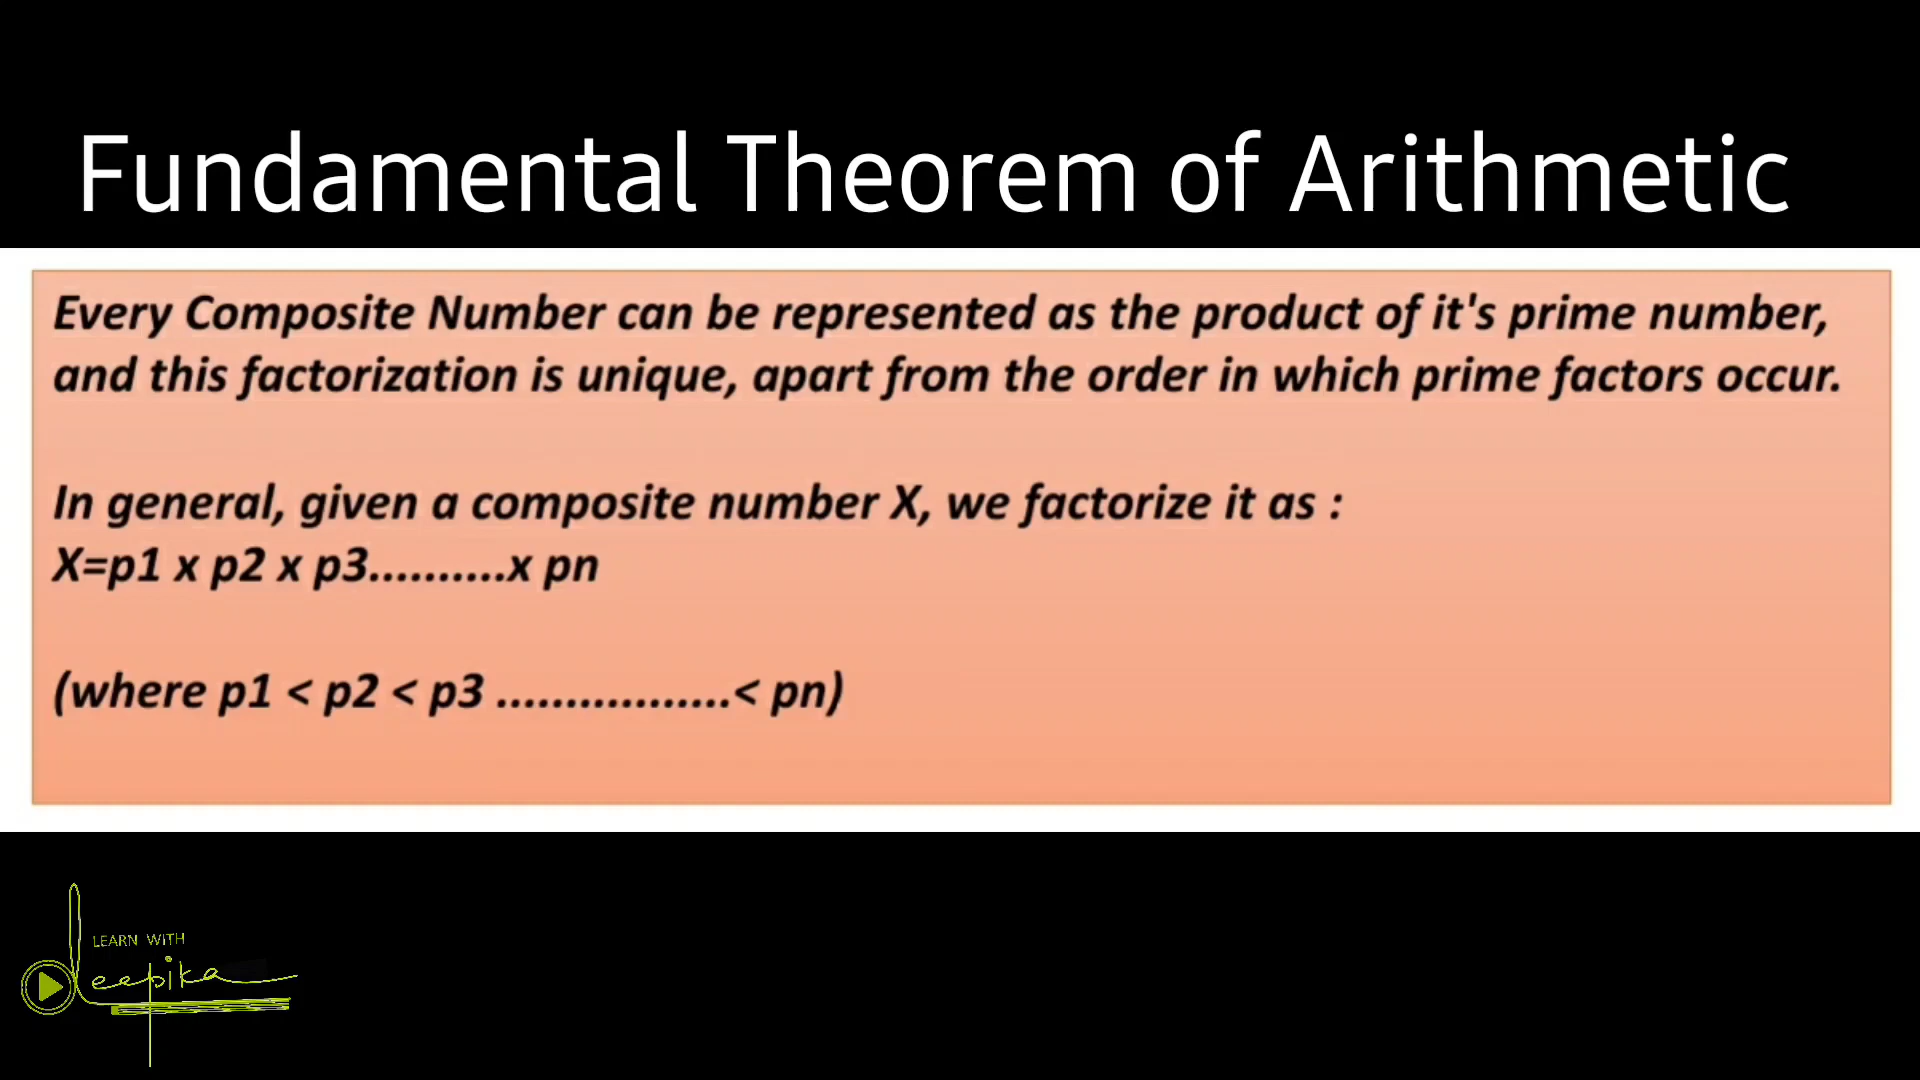 Fundamental Theorem of Arithmetic
Every Composite Number can be represented as the product of it's prime number,
and this factorization is unique, apart from the order in which prime factors occur.
In general, given a composite number X, we factorize it as :
X=p1 x p2 x p3..........x pn
(where p1 < p2 < p3 .................< pn)
LEARN WITH
deepika